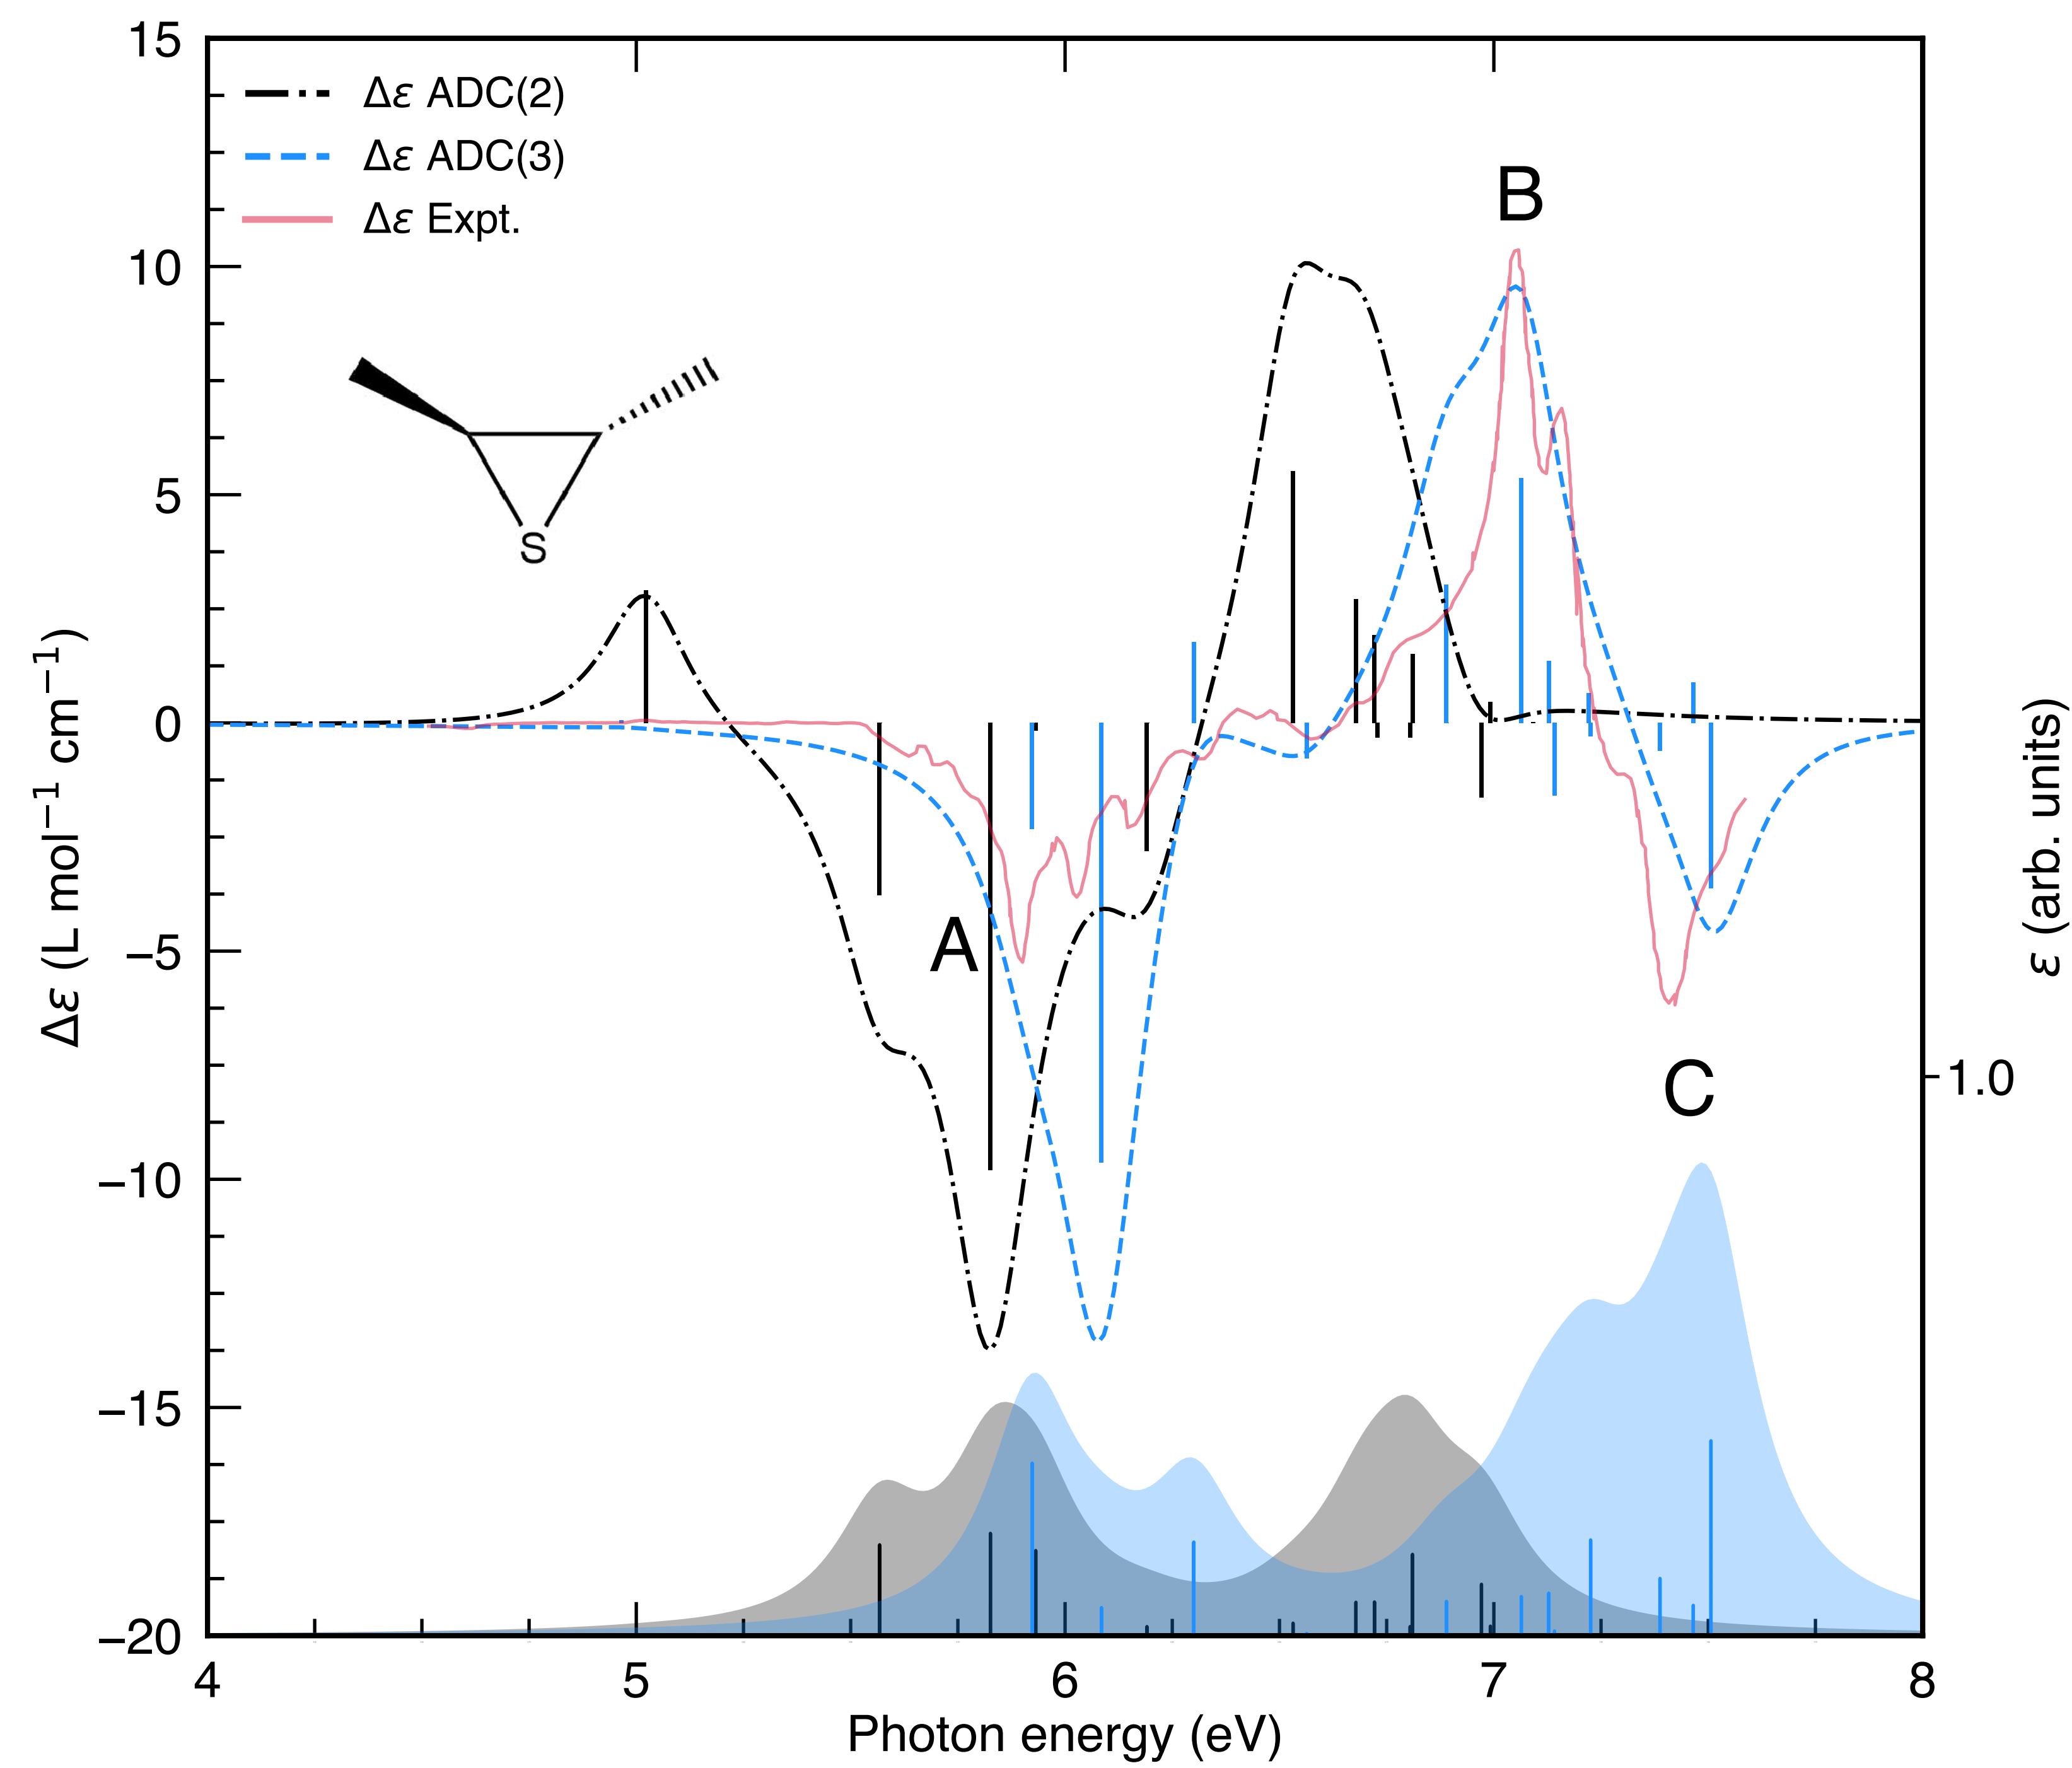 15
10
5
0
−5
−10
−15
−20
Δε (L mol−1 cm−1)
Δε ADC(2)
Δε ADC(3)
Δε Expt.
S
A
B
C
1.0
ε (arb. units)
4 5 6 7 8
Photon energy (eV)